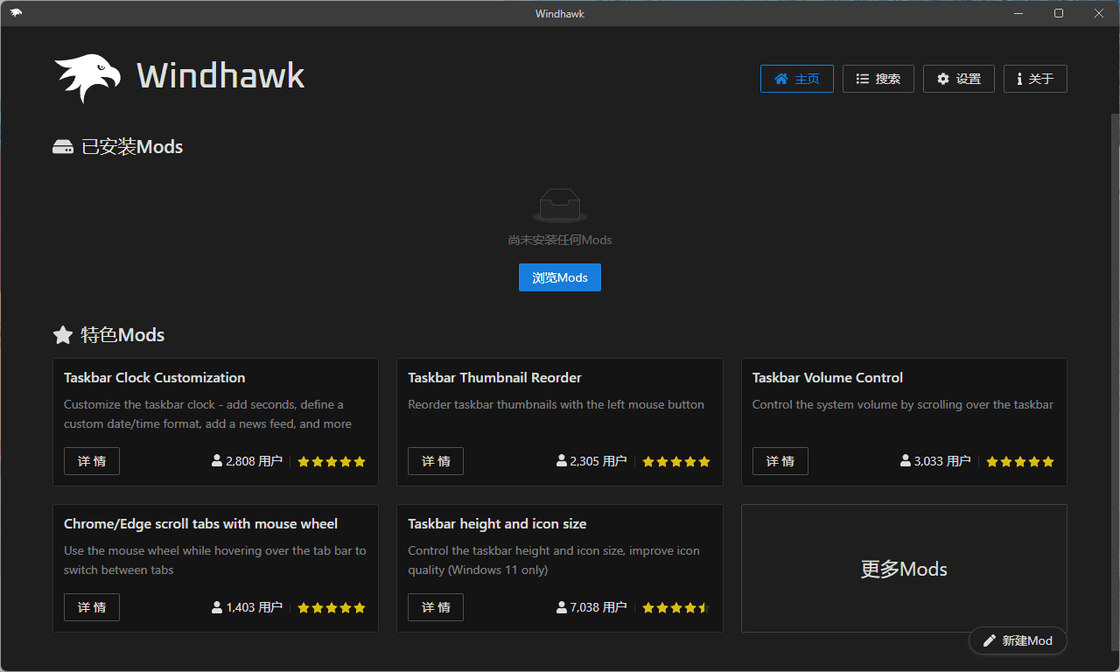 Windhawk
Windhawk
主页
搜索
设置
关于
已安装Mods
尚未安装任何Mods
浏览Mods
特色Mods
Taskbar Clock Customization
Customize the taskbar clock - add seconds, define a
custom date/time format, add a news feed, and more
详 情
2,808 用户
Taskbar Thumbnail Reorder
Reorder taskbar thumbnails with the left mouse button
详 情
2,305 用户
Taskbar Volume Control
Control the system volume by scrolling over the taskbar
详 情
3,033 用户
Chrome/Edge scroll tabs with mouse wheel
Use the mouse wheel while hovering over the tab bar to
switch between tabs
详 情
1,403 用户
Taskbar height and icon size
Control the taskbar height and icon size, improve icon
quality (Windows 11 only)
详 情
7,038 用户
更多Mods
新建Mod